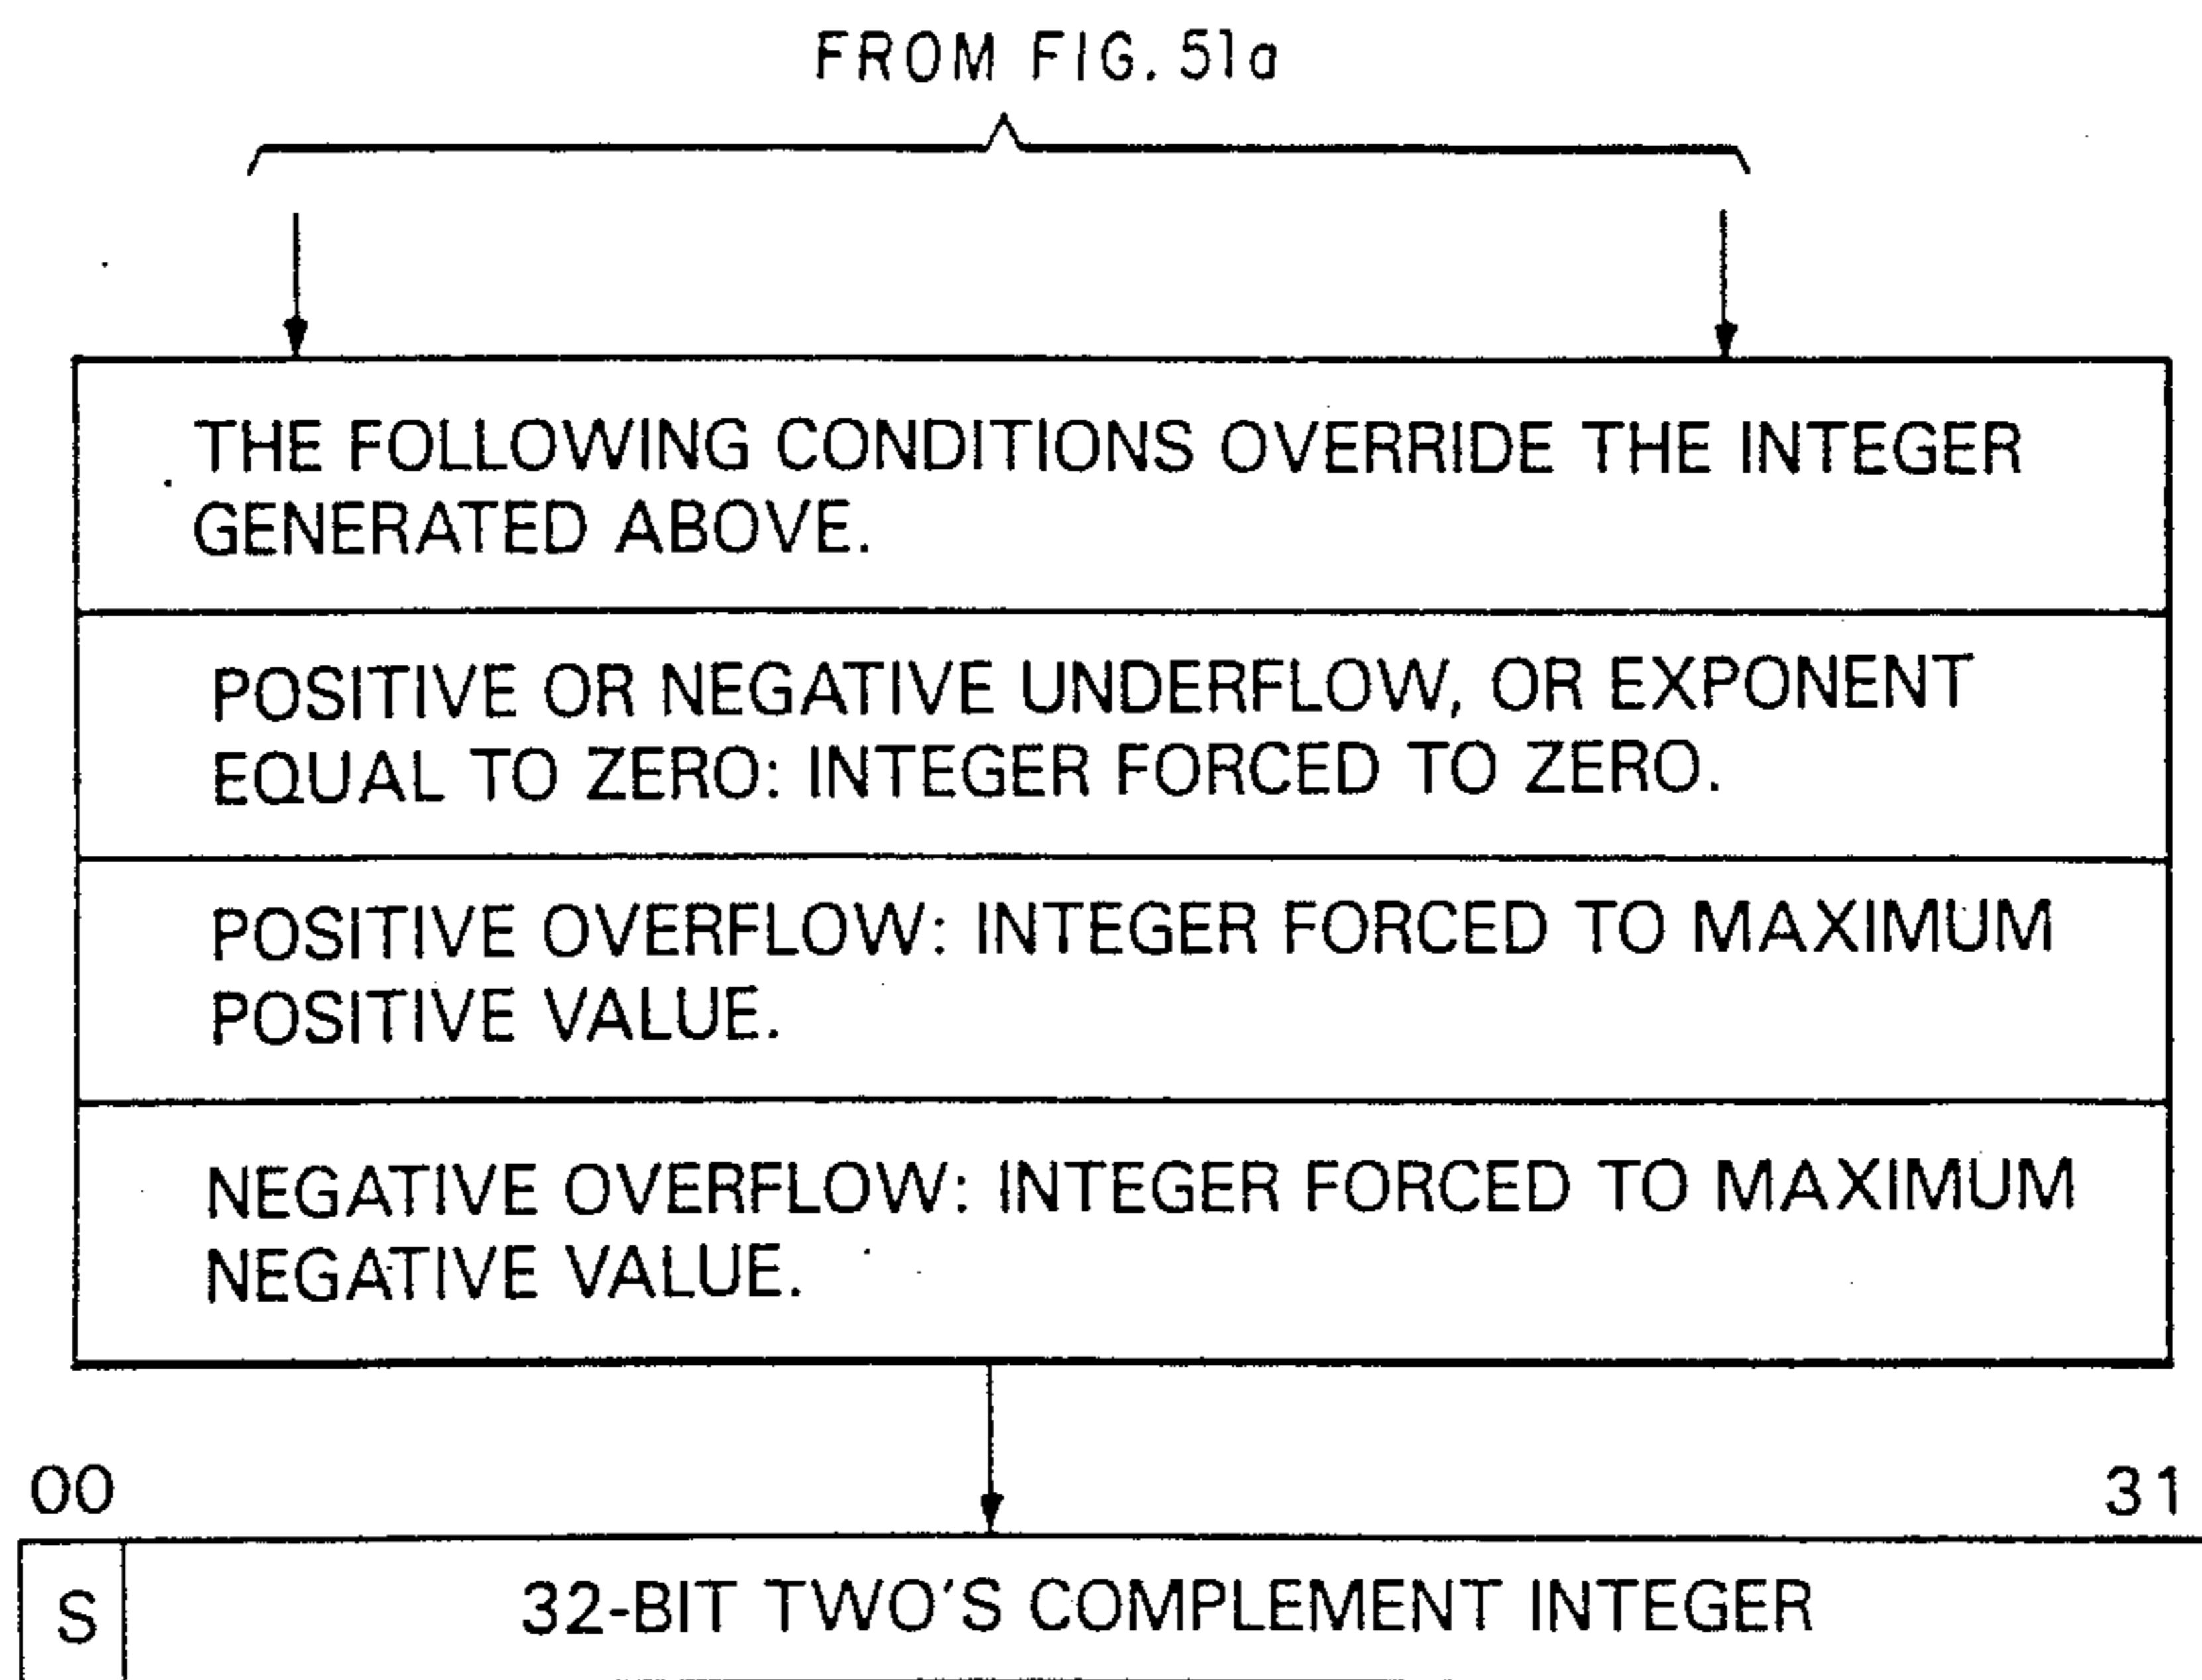 FROM FIG. 51a
THE FOLLOWING CONDITIONS OVERRIDE THE INTEGER
GENERATED ABOVE.
POSITIVE OR NEGATIVE UNDERFLOW, OR EXPONENT
EQUAL TO ZERO: INTEGER FORCED TO ZERO.
POSITIVE OVERFLOW: INTEGER FORCED TO MAXIMUM
POSITIVE VALUE.
NEGATIVE OVERFLOW: INTEGER FORCED TO MAXIMUM
NEGATIVE VALUE.
00 31
S 32-BIT TWO'S COMPLEMENT INTEGER